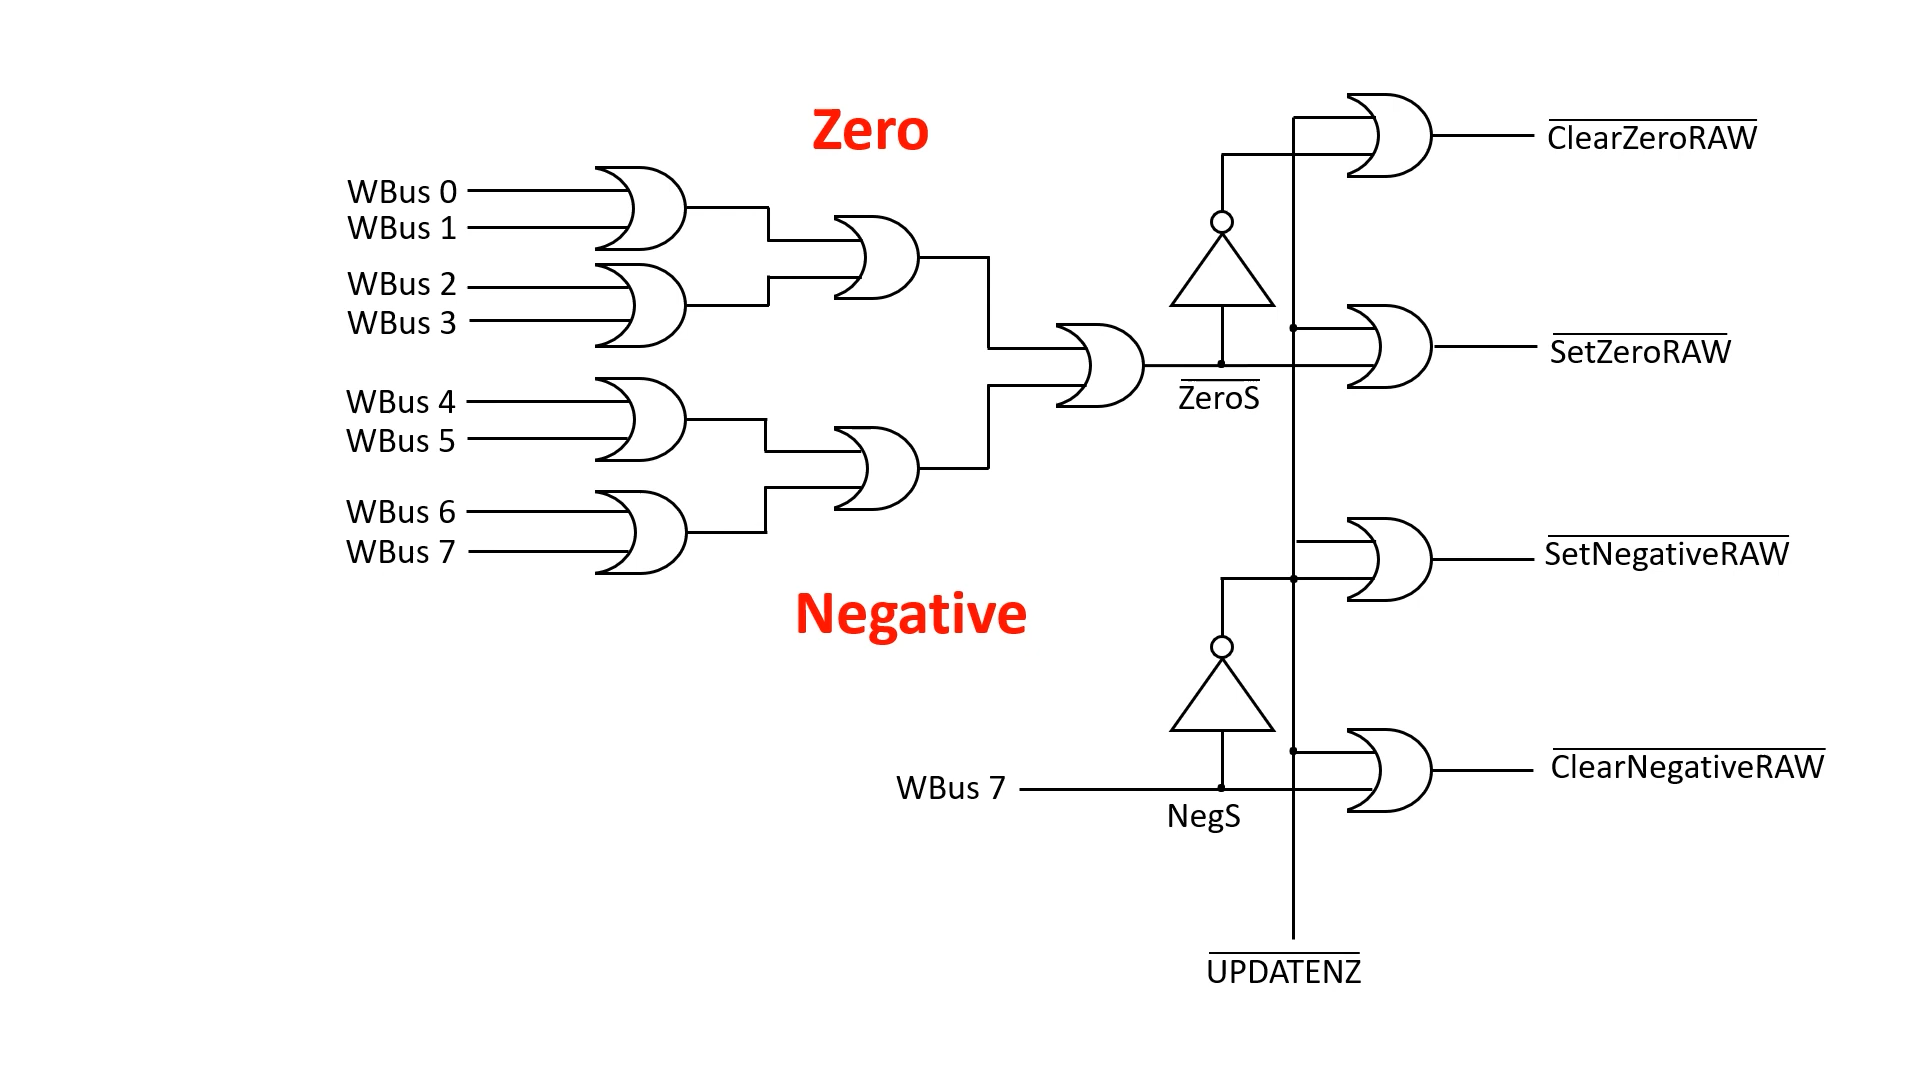 Zero
WBus 0
WBus 1
WBus 2
WBus 3
WBus 4
WBus 5
WBus 6
WBus 7
ZeroS
ClearZeroRAW
SetZeroRAW
Negative
SetNegativeRAW
WBus 7
NegS
ClearNegativeRAW
UPDATENZ